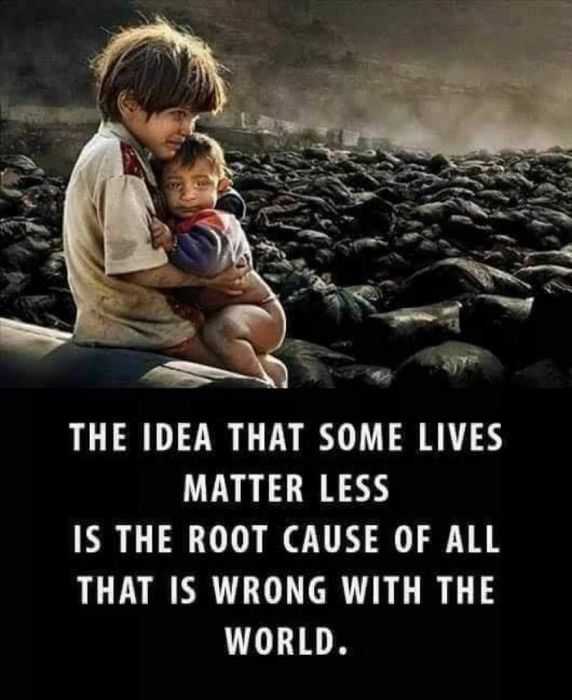 THE IDEA THAT SOME LIVES
MATTER LESS
IS THE ROOT CAUSE OF ALL
THAT IS WRONG WITH THE
WORLD.